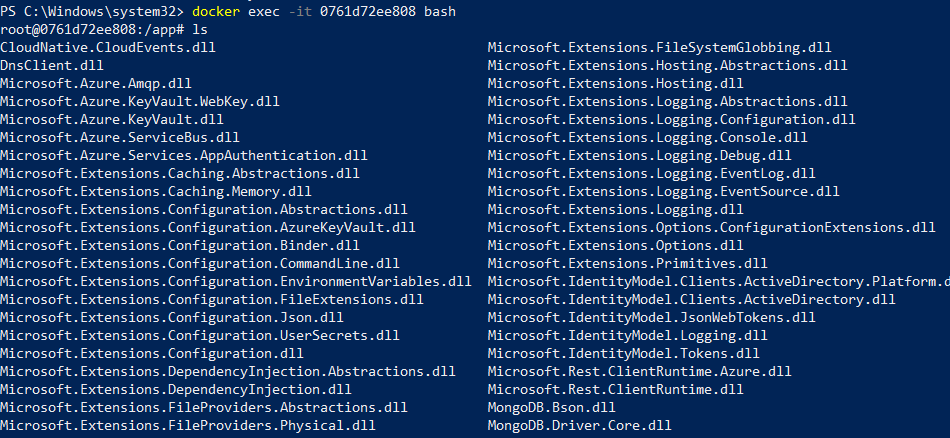 PS C:\Windows\system32> docker exec -it 0761d72ee808 bash
root@0761d72ee808:/app# ls
CloudNative.CloudEvents.dll Microsoft.Extensions.FileSystemGlobbing.dll
DnsClient.dll Microsoft.Extensions.Hosting.Abstractions.dll
Microsoft.Azure.Amqp.dll Microsoft.Extensions.Hosting.dll
Microsoft.Azure.KeyVault.WebKey.dll Microsoft.Extensions.Logging.Abstractions.dll
Microsoft.Azure.KeyVault.dll Microsoft.Extensions.Logging.Configuration.dll
Microsoft.Azure.ServiceBus.dll Microsoft.Extensions.Logging.Console.dll
Microsoft.Azure.Services.AppAuthentication.dll Microsoft.Extensions.Logging.Debug.dll
Microsoft.Extensions.Caching.Abstractions.dll Microsoft.Extensions.Logging.EventLog.dll
Microsoft.Extensions.Caching.Memory.dll Microsoft.Extensions.Logging.EventSource.dll
Microsoft.Extensions.Configuration.Abstractions.dll Microsoft.Extensions.Logging.dll
Microsoft.Extensions.Configuration.AzureKeyVault.dll Microsoft.Extensions.Options.ConfigurationExtensions.dll
Microsoft.Extensions.Configuration.Binder.dll Microsoft.Extensions.Options.dll
Microsoft.Extensions.Configuration.CommandLine.dll Microsoft.Extensions.Primitives.dll
Microsoft.Extensions.Configuration.EnvironmentVariables.dll Microsoft.IdentityModel.Clients.ActiveDirectory.Platform.d
Microsoft.Extensions.Configuration.FileExtensions.dll Microsoft.IdentityModel.Clients.ActiveDirectory.dll
Microsoft.Extensions.Configuration.Json.dll Microsoft.IdentityModel.JsonWebTokens.dll
Microsoft.Extensions.Configuration.UserSecrets.dll Microsoft.IdentityModel.Logging.dll
Microsoft.Extensions.Configuration.dll Microsoft.IdentityModel.Tokens.dll
Microsoft.Extensions.DependencyInjection.Abstractions.dll Microsoft.Rest.ClientRuntime.Azure.dll
Microsoft.Extensions.DependencyInjection.dll Microsoft.Rest.ClientRuntime.dll
Microsoft.Extensions.FileProviders.Abstractions.dll MongoDB.Bson.dll
Microsoft.Extensions.FileProviders.Physical.dll MongoDB.Driver.Core.dll